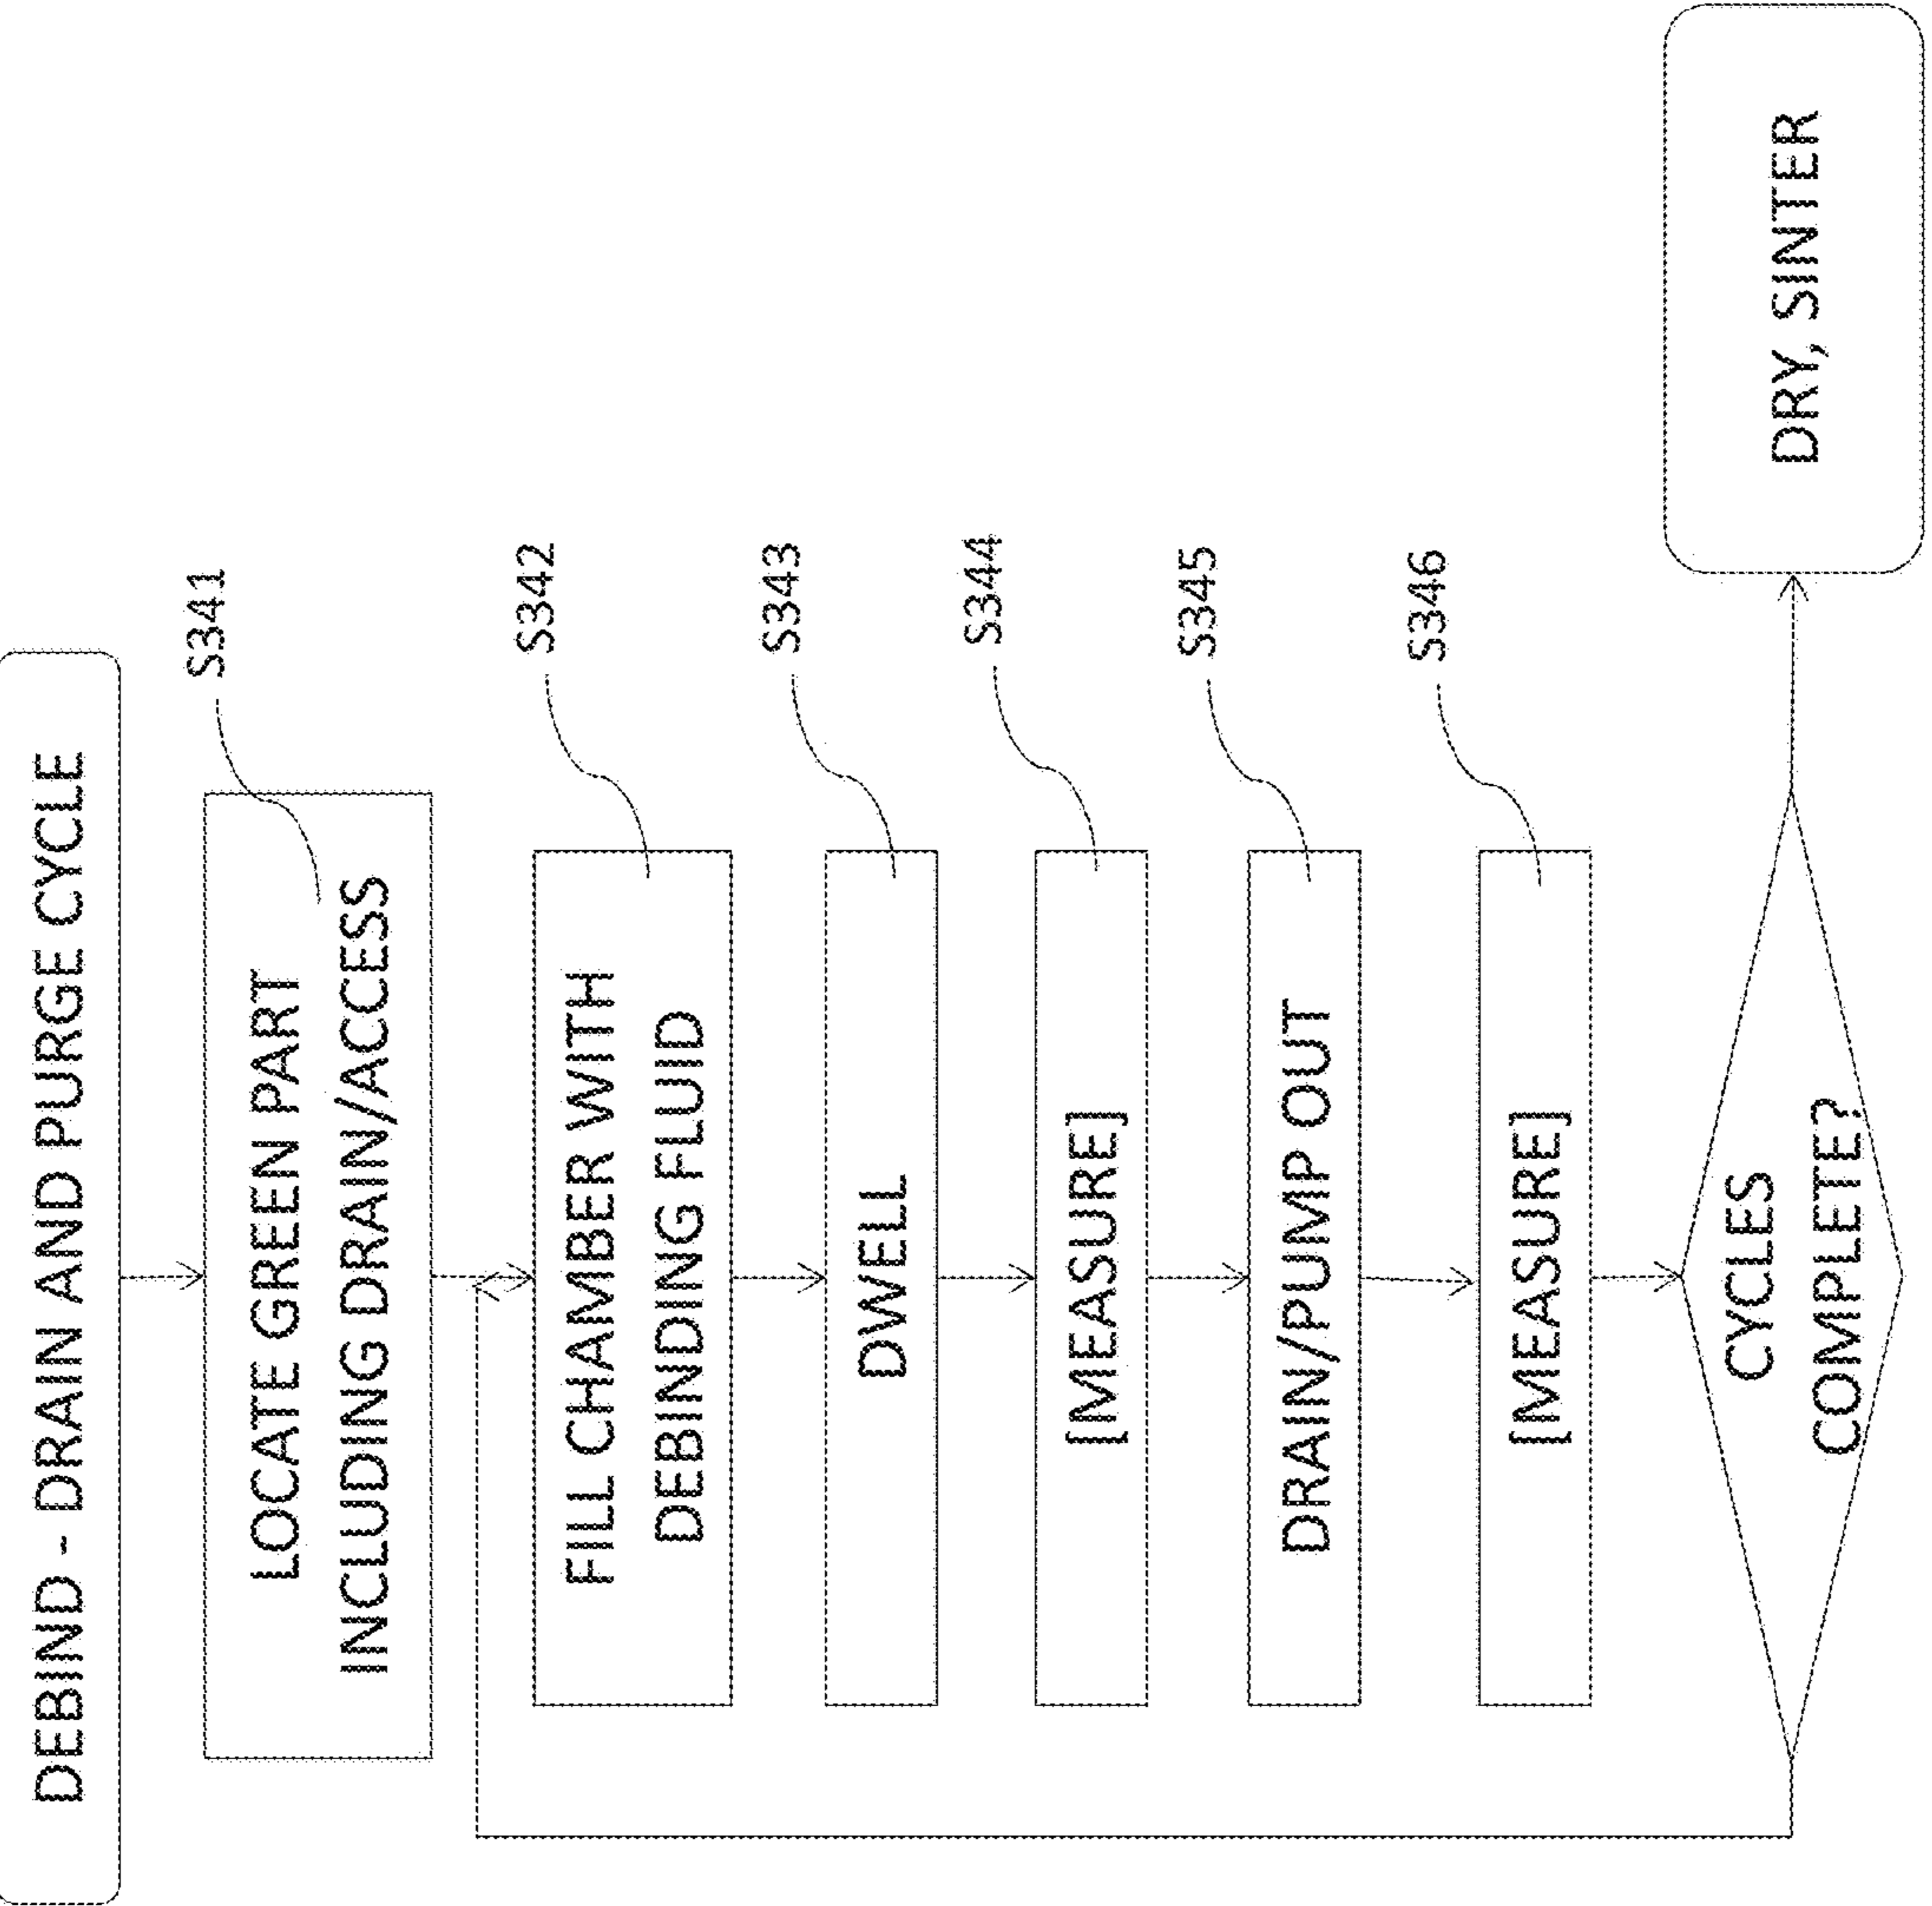 DEBIND - DRAIN AND PURGE CYCLE
S341
LOCATE GREEN PART
INCLUDING DRAIN/ACCESS
S342
FILL CHAMBER WITH
DEBINDING FLUID
S343
DWELL
S344
[MEASURE]
S345
DRAIN/PUMP OUT
S346
[MEASURE]
CYCLES
COMPLETE?
DRY, SINTER